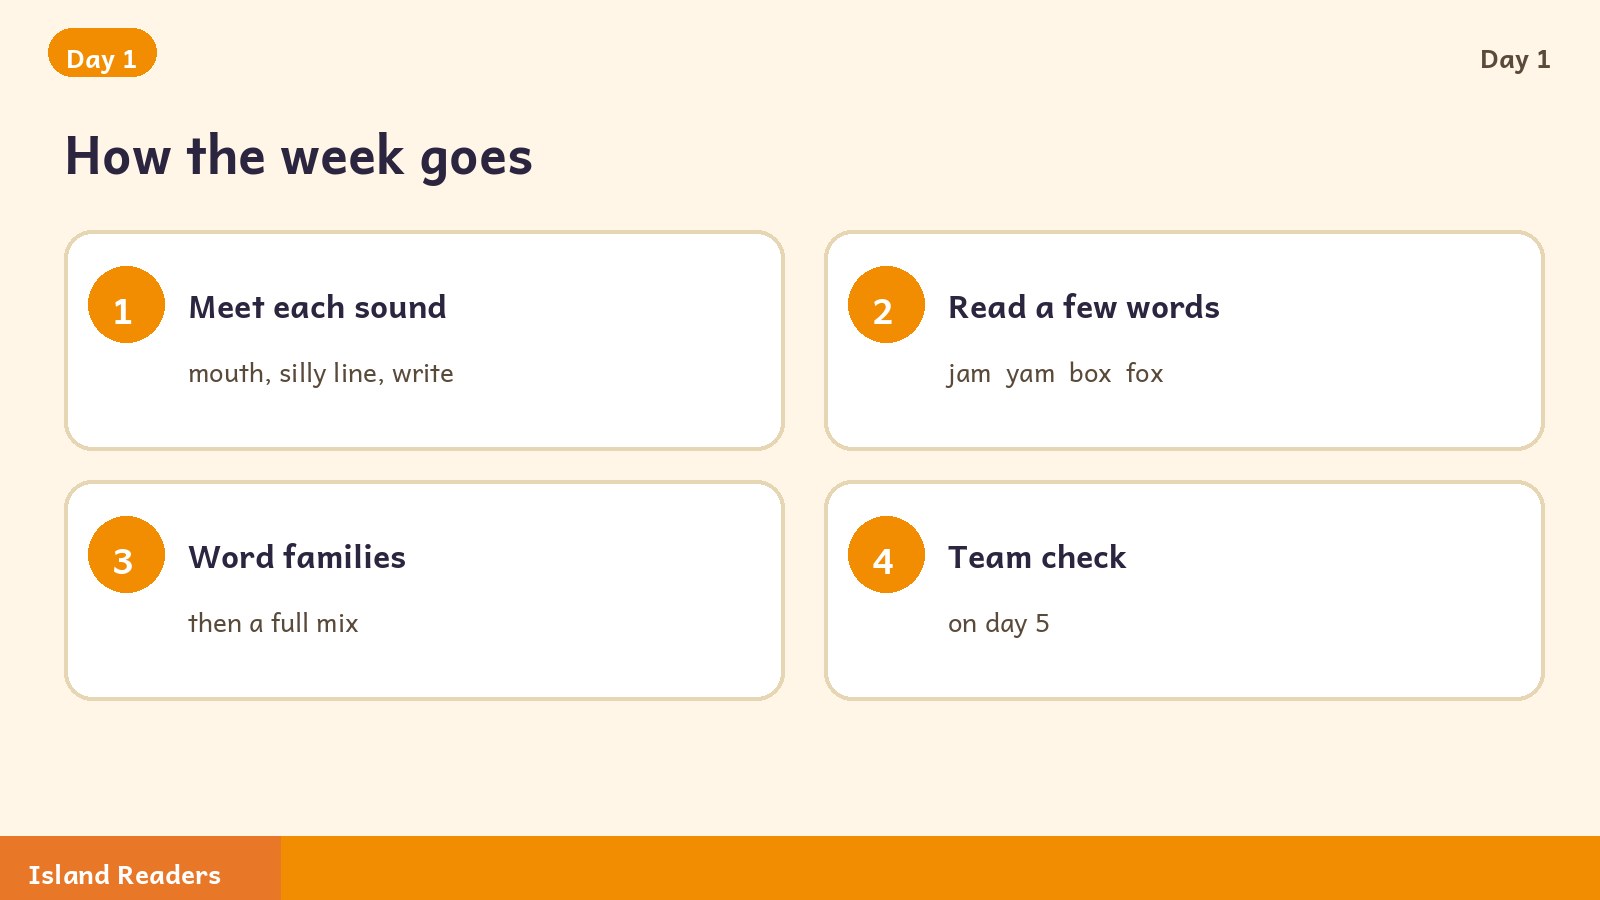 Day 1
Day 1
How the week goes
1
Meet each sound
mouth, silly line, write
2
Read a few words
jam yam box fox
3
Word families
then a full mix
4
Team check
on day 5
Island Readers